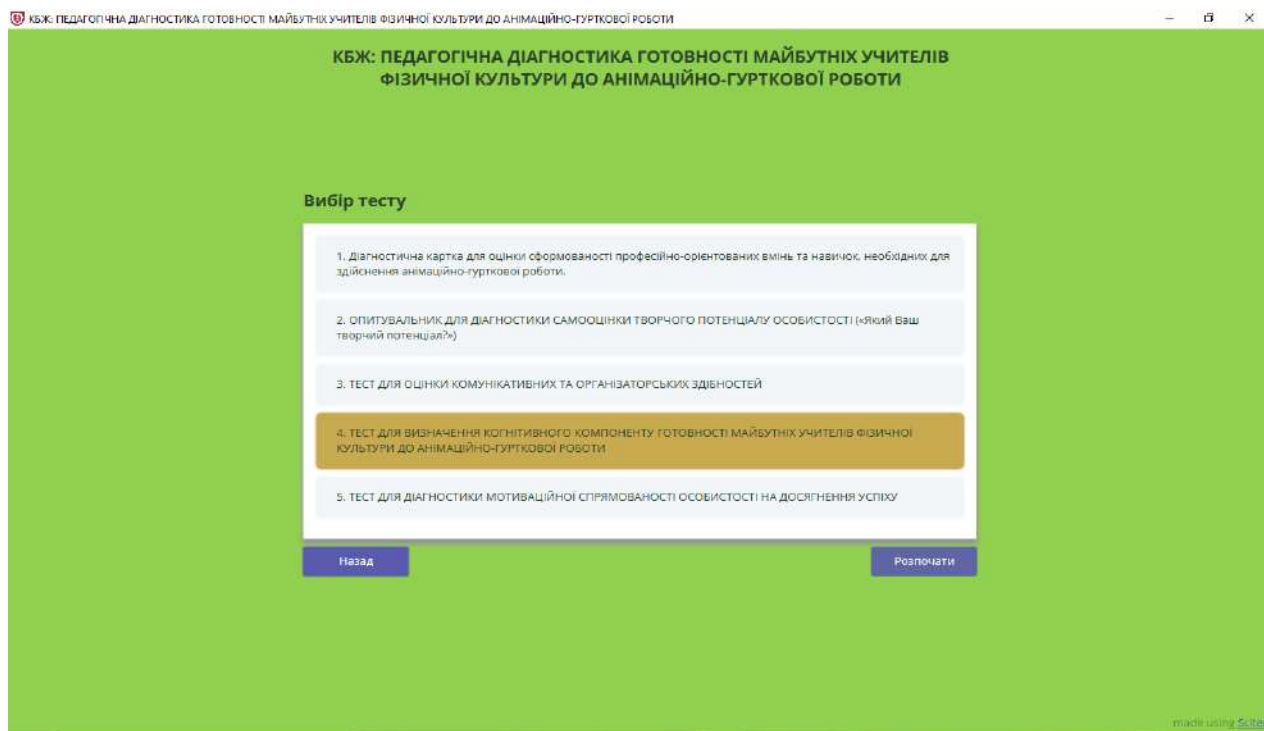 КБЖ: ПЕДАГОГІЧНА ДІАГНОСТИКА ГОТОВНОСТІ МАЙБУТНІХ УЧИТЕЛІВ ФІЗИЧНОЇ КУЛЬТУРИ ДО АНІМАЦІЙНО-ГУРТКОВОЇ РОБОТИ
КБЖ: ПЕДАГОГІЧНА ДІАГНОСТИКА ГОТОВНОСТІ МАЙБУТНІХ УЧИТЕЛІВ
ФІЗИЧНОЇ КУЛЬТУРИ ДО АНІМАЦІЙНО-ГУРТКОВОЇ РОБОТИ
Вибір тесту
1. Діагностична картка для оцінки сформованості професійно-орієнтованих вмінь та навичок, необхідних для
здійснення анімаційно-гурткової роботи.
2. ОПИТУВАЛЬНИК ДЛЯ ДІАГНОСТИКИ САМООЦІНКИ ТВОРЧОГО ПОТЕНЦІАЛУ ОСОБИСТОСТІ («Який Ваш
творчий потенціал?»)
3. ТЕСТ ДЛЯ ОЦІНКИ КОМУНІКАТИВНИХ ТА ОРГАНІЗАТОРСЬКИХ ЗДІБНОСТЕЙ
4. ТЕСТ ДЛЯ ВИЗНАЧЕННЯ КОГНІТИВНОГО КОМПОНЕНТУ ГОТОВНОСТІ МАЙБУТНІХ УЧИТЕЛІВ ФІЗИЧНОЇ
КУЛЬТУРИ ДО АНІМАЦІЙНО-ГУРТКОВОЇ РОБОТИ
5. ТЕСТ ДЛЯ ДІАГНОСТИКИ МОТИВАЦІЙНОЇ СПРЯМОВАНОСТІ ОСОБИСТОСТІ НА ДОСЯГНЕННЯ УСПІХУ
Назад
Розпочати
made using